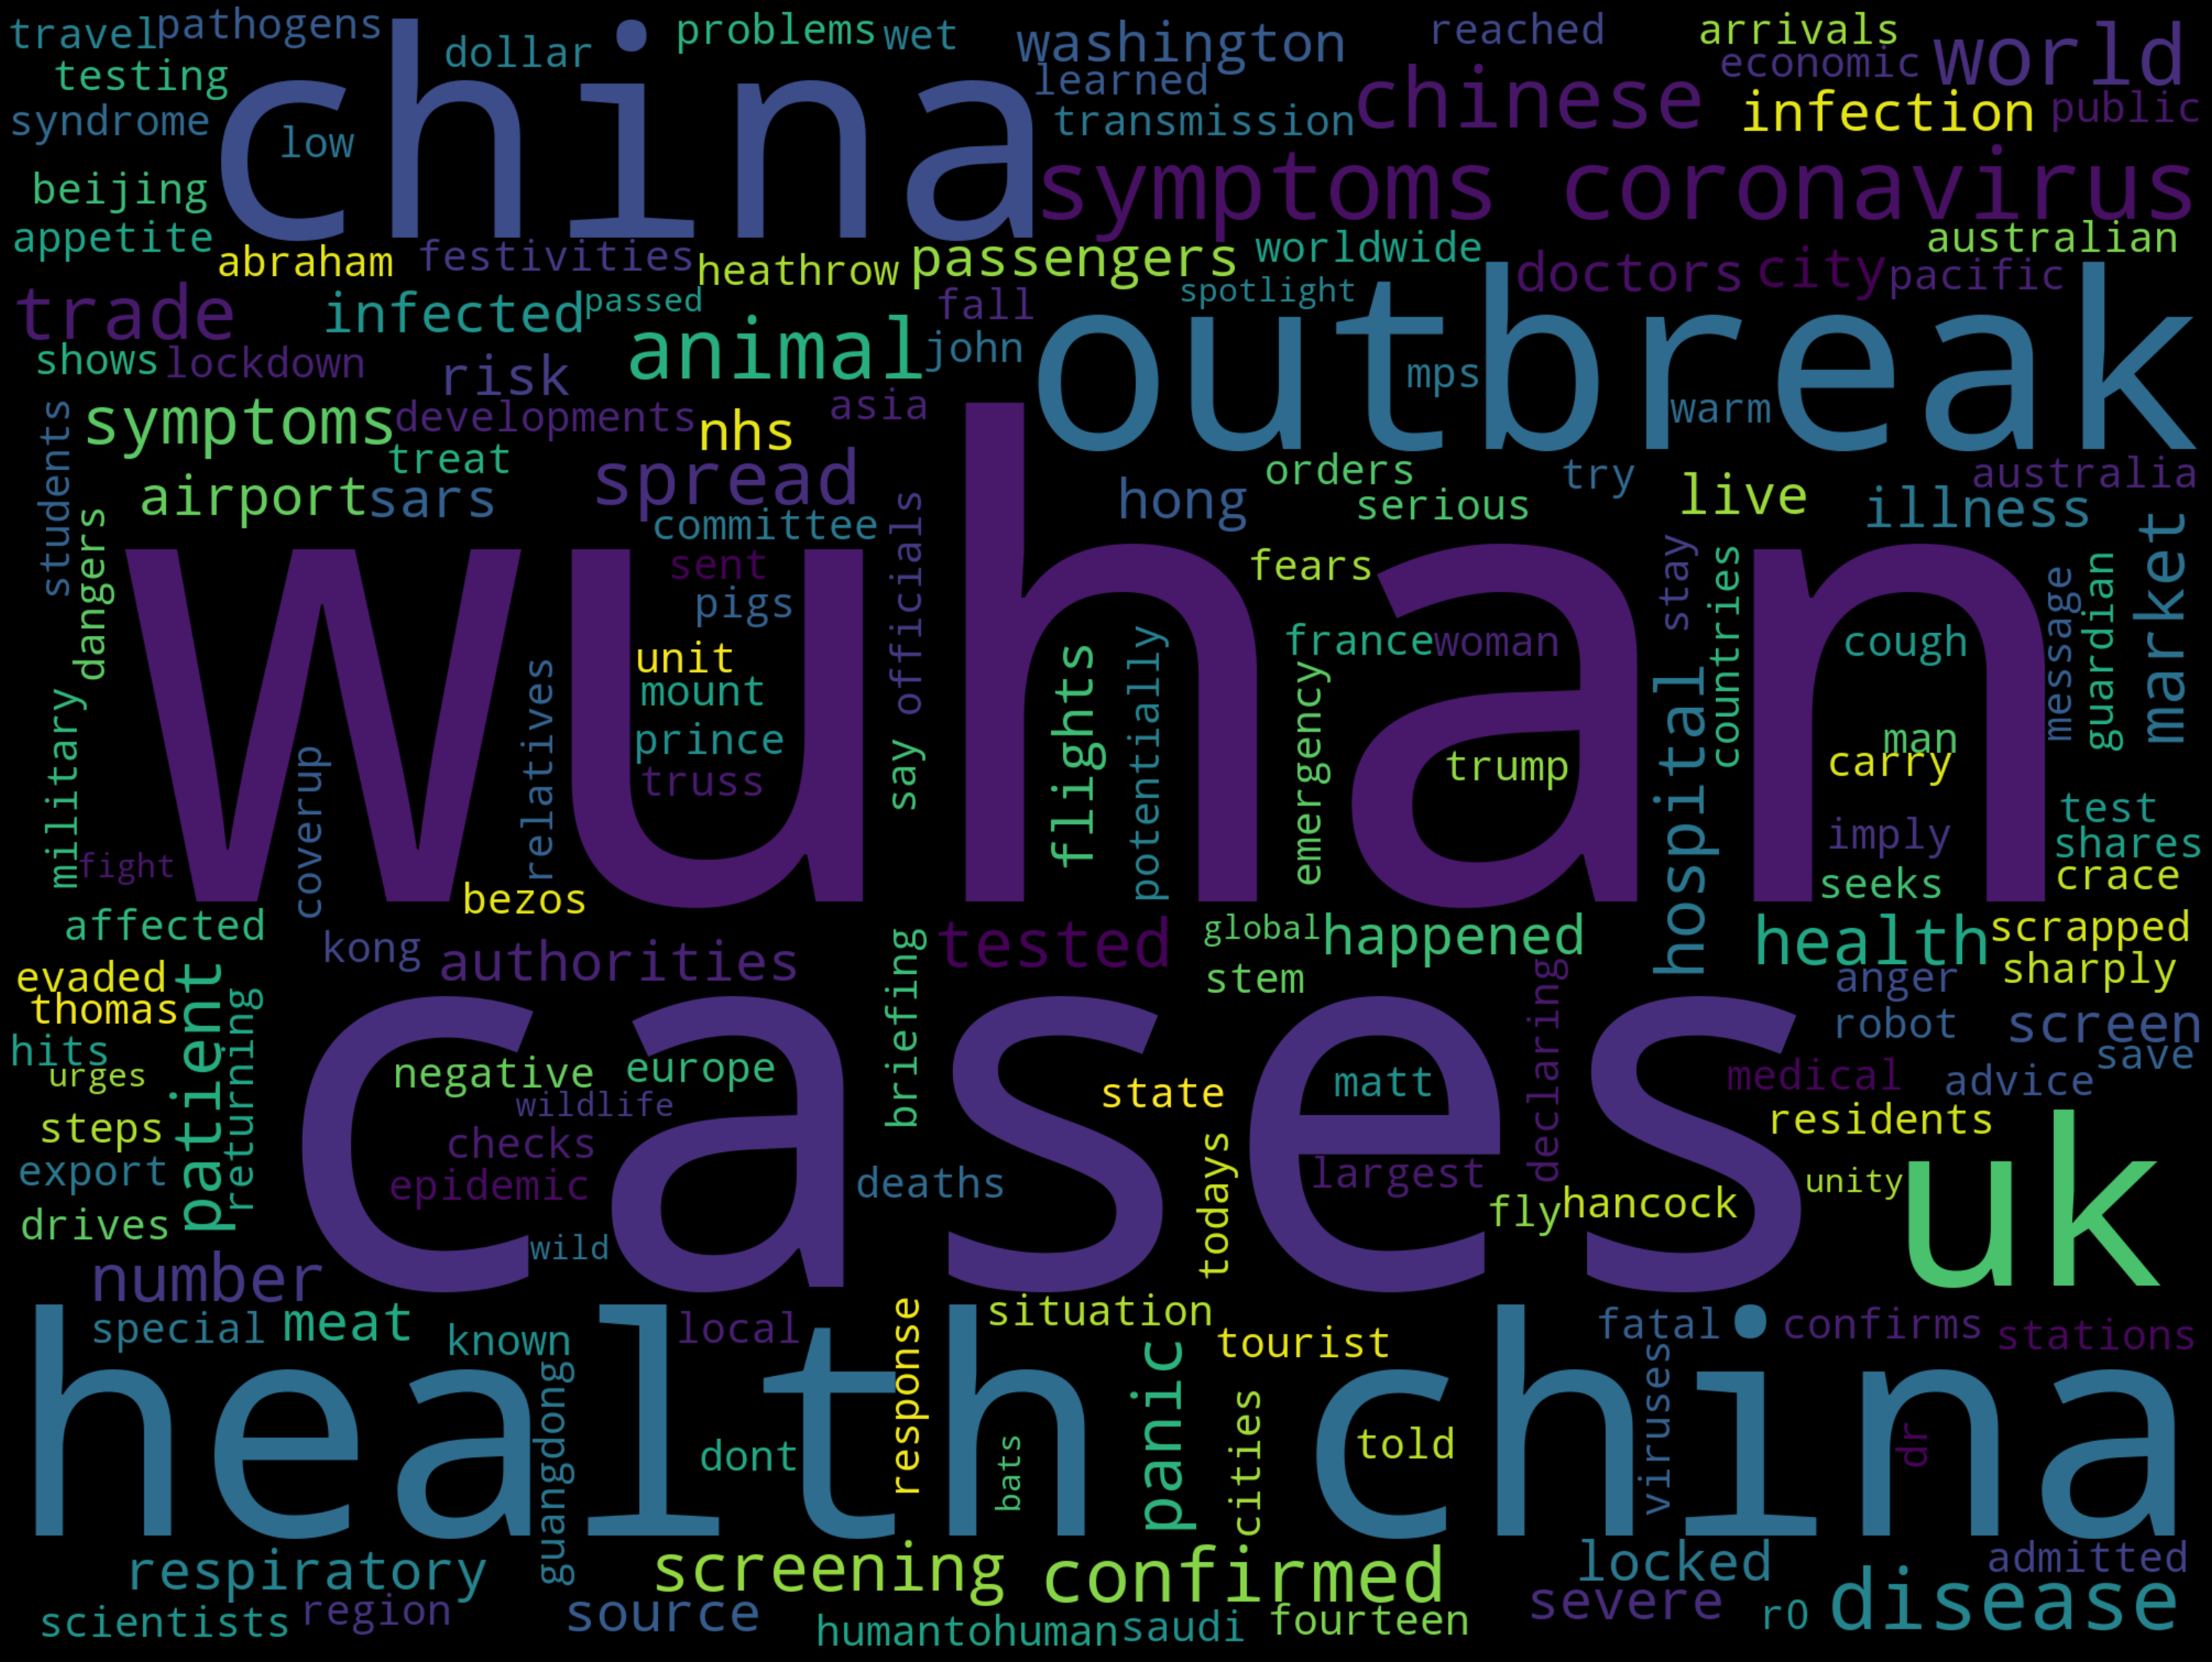 travel pathogens dollar problems wet washington reached arrivals world
testing china learned economic
syndrome low transmission chinese infection public
beijing symptoms coronavirus
appetite abraham festivities heathrow passengers worldwide doctors city australian
trade infected passed animal fall spotlight outbreak pacific
shows lockdown risk john mps
symptoms developments nhs asia warm
students treat spread orders try australia
airport sars hong serious live illness
dangers committee officials market
wuhan sent fears stay countries message guardian
pigs
unit potentially france woman cough
military relatives mount flights emergency hospital man
coverup prince say trump carry
truss test
fight imply shares
bezos seeks crace
affected kong authorities tested global happened health scrapped
evaded patient briefing stem declaring anger sharply
thomas returning cases robot screen
hits negative europe state matt medical advice save
urges wildlife residents
steps checks todays largest
export epidemic deaths fly hancock unity uk
drives wild
number situation
special meat known local response panic tourist fatal confirms stations
health china
guangdong dont bats cities told viruses dr
respiratory screening confirmed locked admitted
scientists region source humantohuman saudi fourteen severe r0 disease